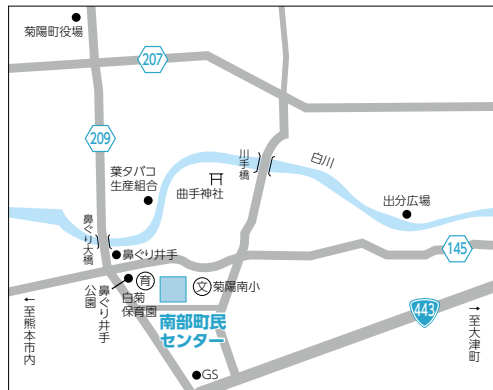 菊陽町役場
207
209
葉タバコ
生産組合
曲手神社
川手橋
白川
出分広場
鼻ぐり大橋
鼻ぐり井手
145
鼻ぐり井手
公園
育
白菊
保育園
文
菊陽南小
南部町民
センター
443
←至熊本市内
→至大津町
GS